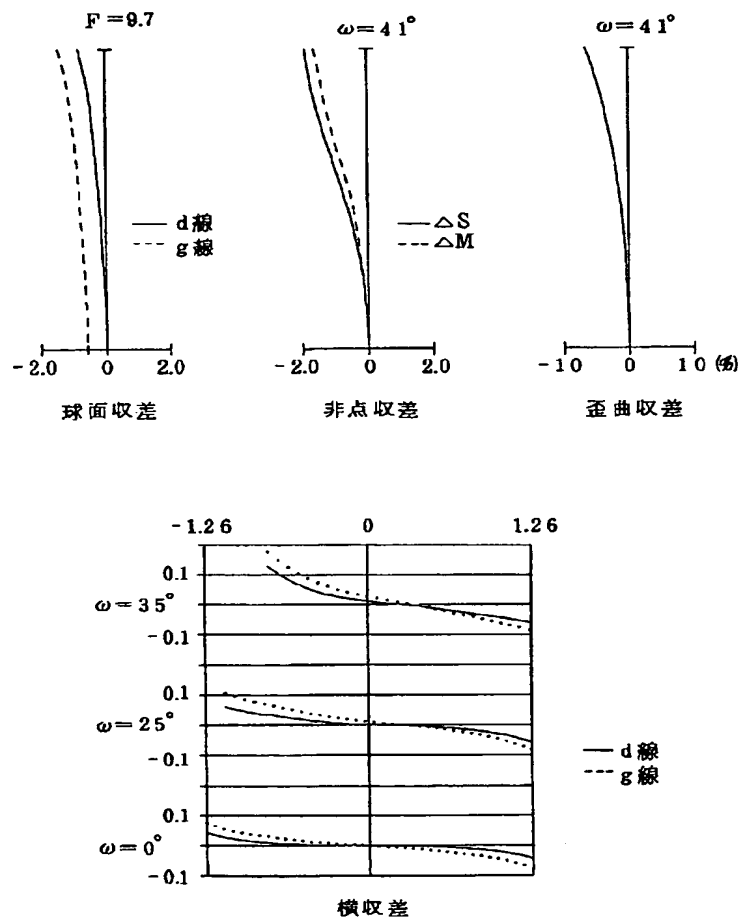 F=9.7
d線
g線
-2.0 0 2.0
球面収差
ω=41°
△S
△M
-2.0 0 2.0
非点収差
ω=41°
-10 0 10(%)
歪曲収差
-1.26 0 1.26
0.1
ω=35°
-0.1
0.1
ω=25°
-0.1
0.1
ω=0°
-0.1
d線
g線
横収差